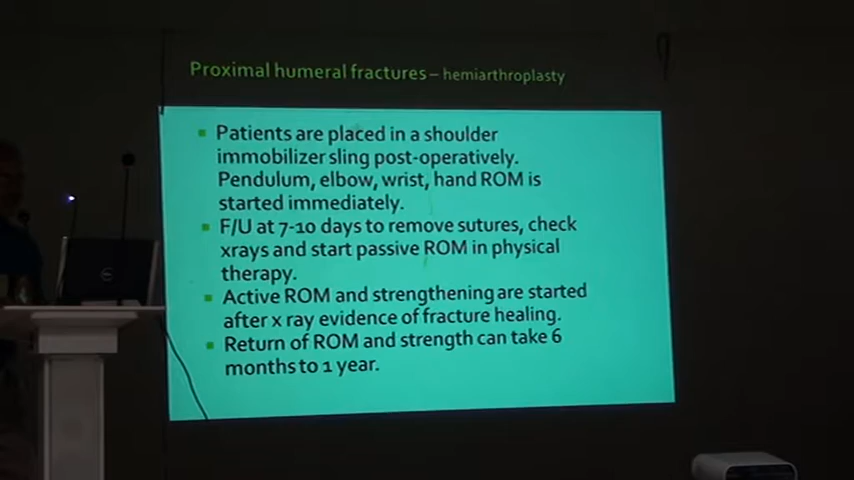 Proximal humeral fractures – hemiarthroplasty
Patients are placed in a shoulder
immobilizer sling post-operatively.
Pendulum, elbow, wrist, hand ROM is
started immediately.
F/U at 7-10 days to remove sutures, check
xrays and start passive ROM in physical
therapy.
Active ROM and strengthening are started
after x ray evidence of fracture healing.
Return of ROM and strength can take 6
months to 1 year.